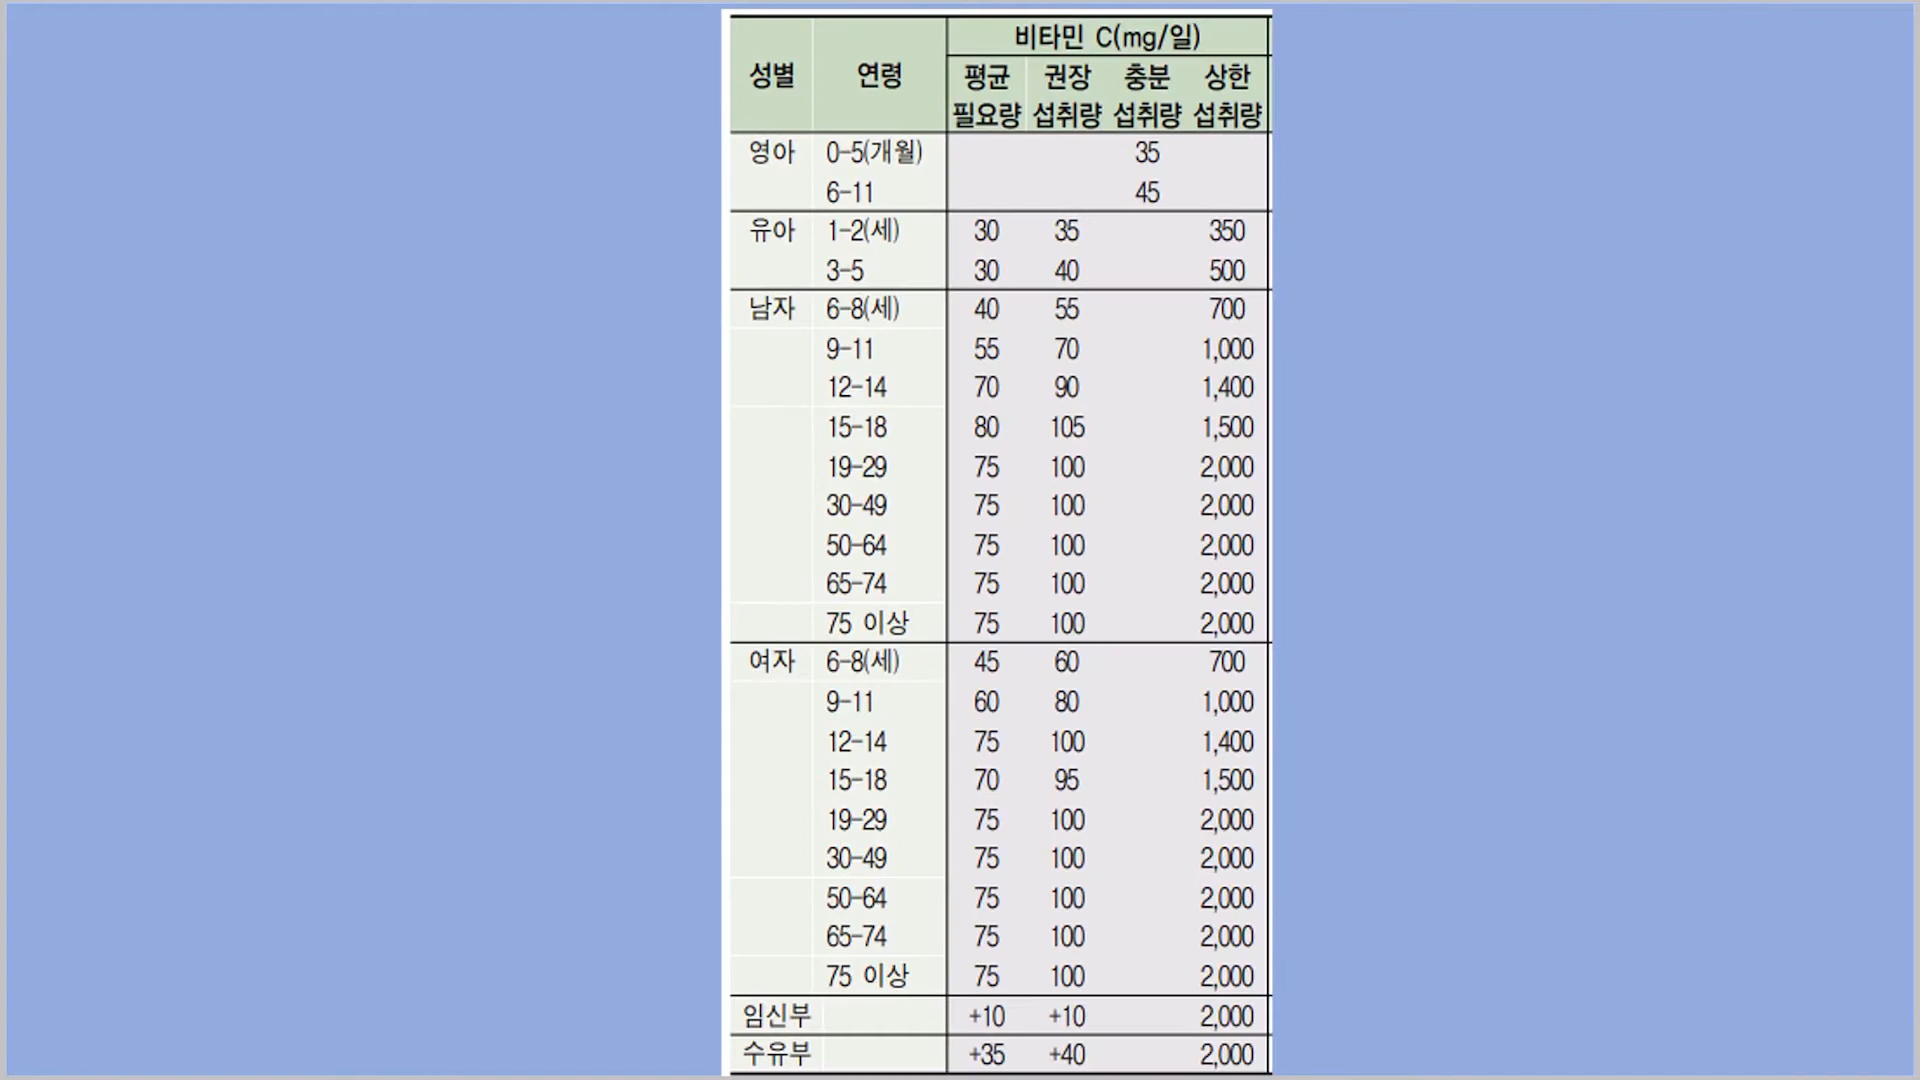 비타민 C(mg/일)
성별 연령 평균 필요량 권장 섭취량 충분 섭취량 상한 섭취량
영아 0-5(개월) 35
6-11 45
유아 1-2(세) 30 35 350
3-5 30 40 500
남자 6-8(세) 40 55 700
9-11 55 70 1,000
12-14 70 90 1,400
15-18 80 105 1,500
19-29 75 100 2,000
30-49 75 100 2,000
50-64 75 100 2,000
65-74 75 100 2,000
75 이상 75 100 2,000
여자 6-8(세) 45 60 700
9-11 60 80 1,000
12-14 75 100 1,400
15-18 70 95 1,500
19-29 75 100 2,000
30-49 75 100 2,000
50-64 75 100 2,000
65-74 75 100 2,000
75 이상 75 100 2,000
임신부 +10 +10 2,000
수유부 +35 +40 2,000